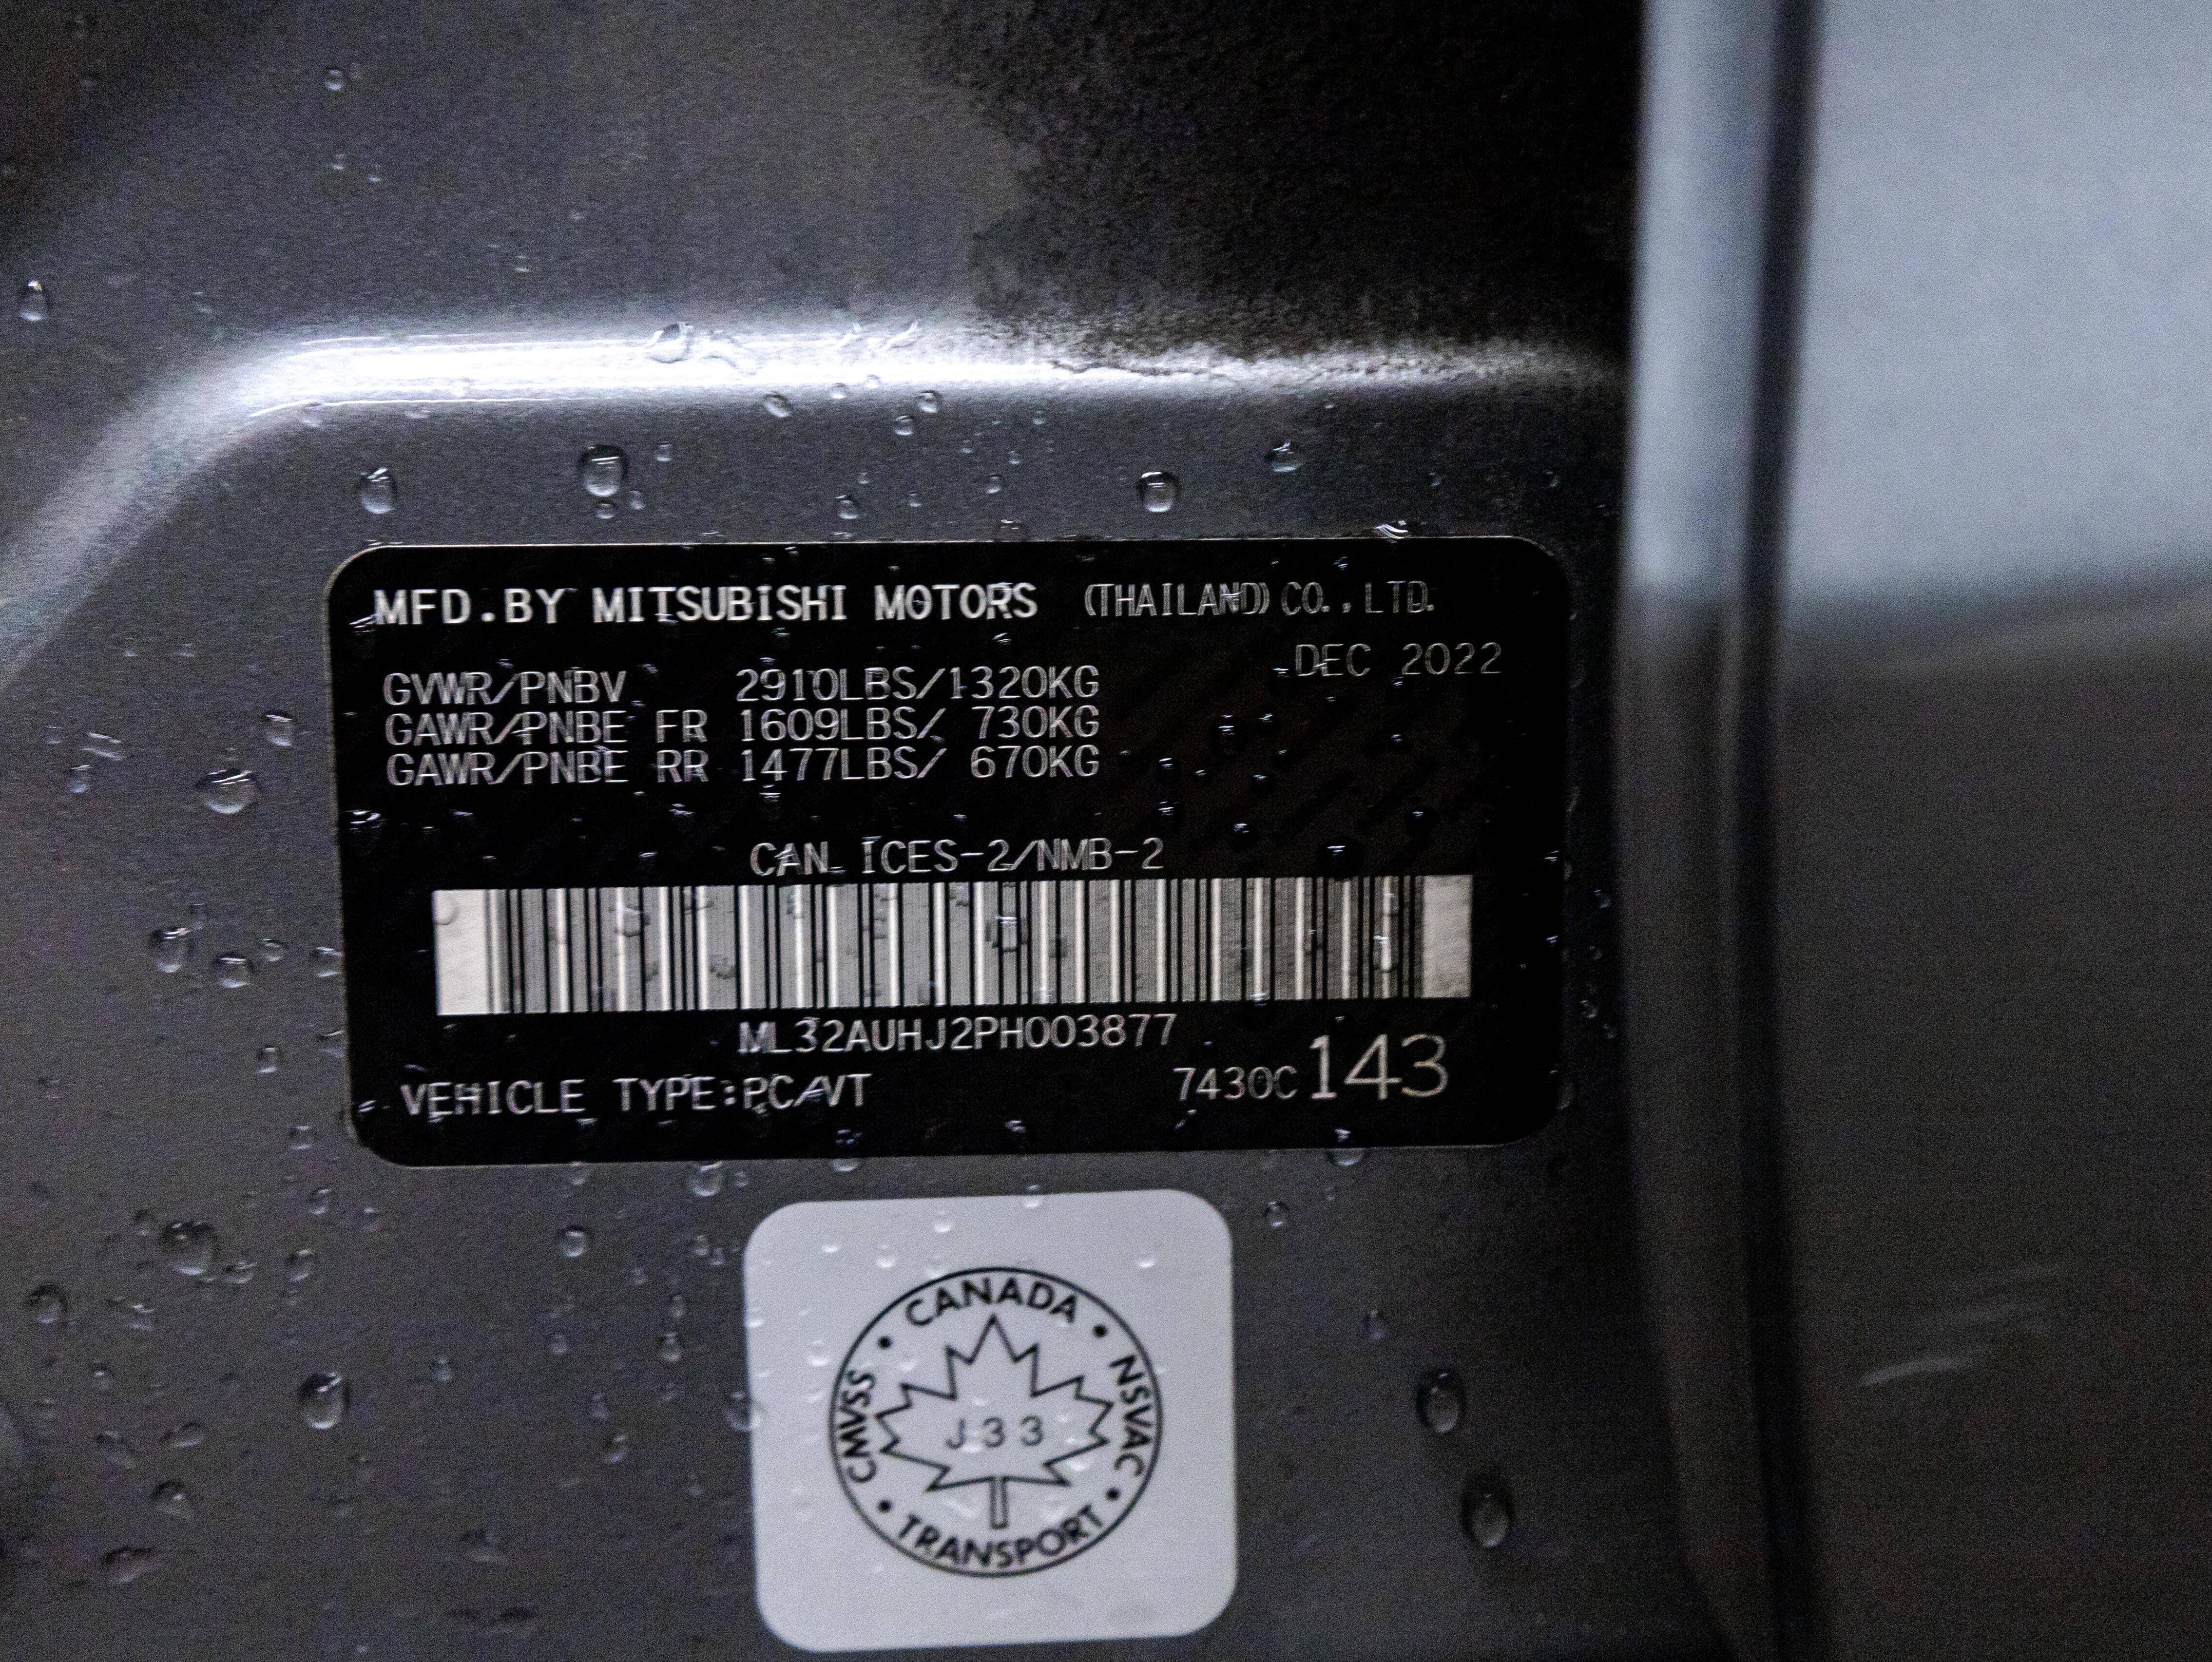 MFD.BY MITSUBISHI MOTORS (THAILAND) CO., LTD.
DEC 2022
GVWR/PNBV 2910LBS/1320KG
GAWR/PNBE FR 1609LBS/ 730KG
GAWR/PNBE RR 1477LBS/ 670KG
CAN ICES-2/NMB-2
ML32AUHJ2PH003877
VEHICLE TYPE:PC/VT 7430C 143
CANADA
NSVAC
TRANSPORT
CMVSS
J33